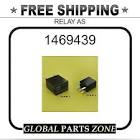 FREE SHIPPING
RELAY AS
1469439
GLOBAL PARTS ZONE